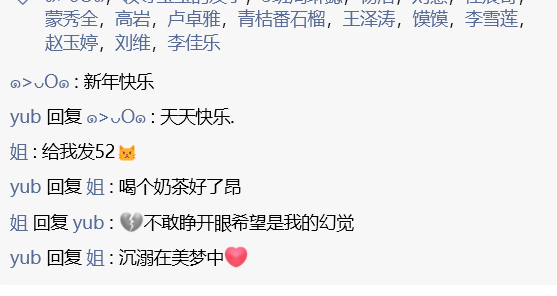 蒙秀全，高岩，卢卓雅，青桔番石榴，王泽涛，馍馍，李雪莲，
赵玉婷，刘维，李佳乐
๑>ᴗO๑ : 新年快乐
yub 回复 ๑>ᴗO๑ : 天天快乐.
姐 : 给我发52😾
yub 回复 姐 : 喝个奶茶好了昂
姐 回复 yub : 💔不敢睁开眼希望是我的幻觉
yub 回复 姐 : 沉溺在美梦中❤️